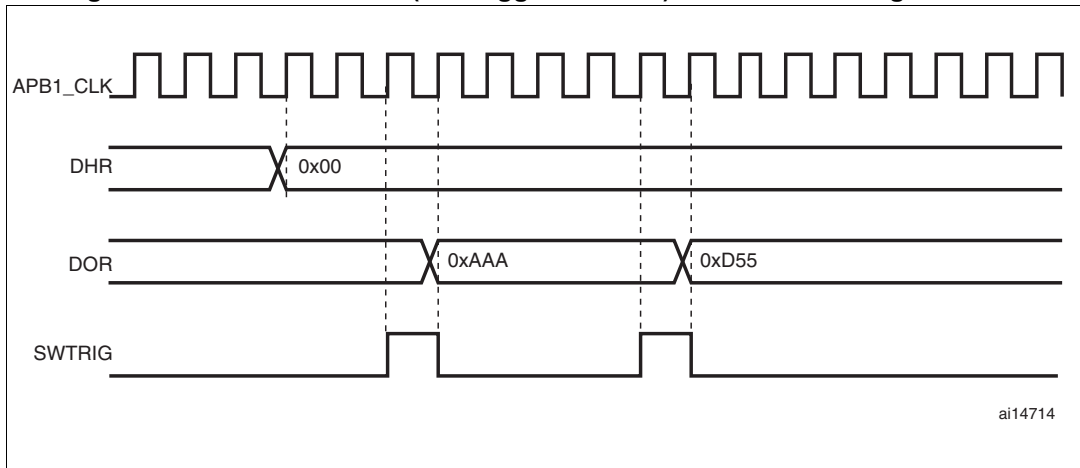 APB1_CLK
DHR
0x00
DOR
0xAAA
0xD55
SWTRIG
ai14714